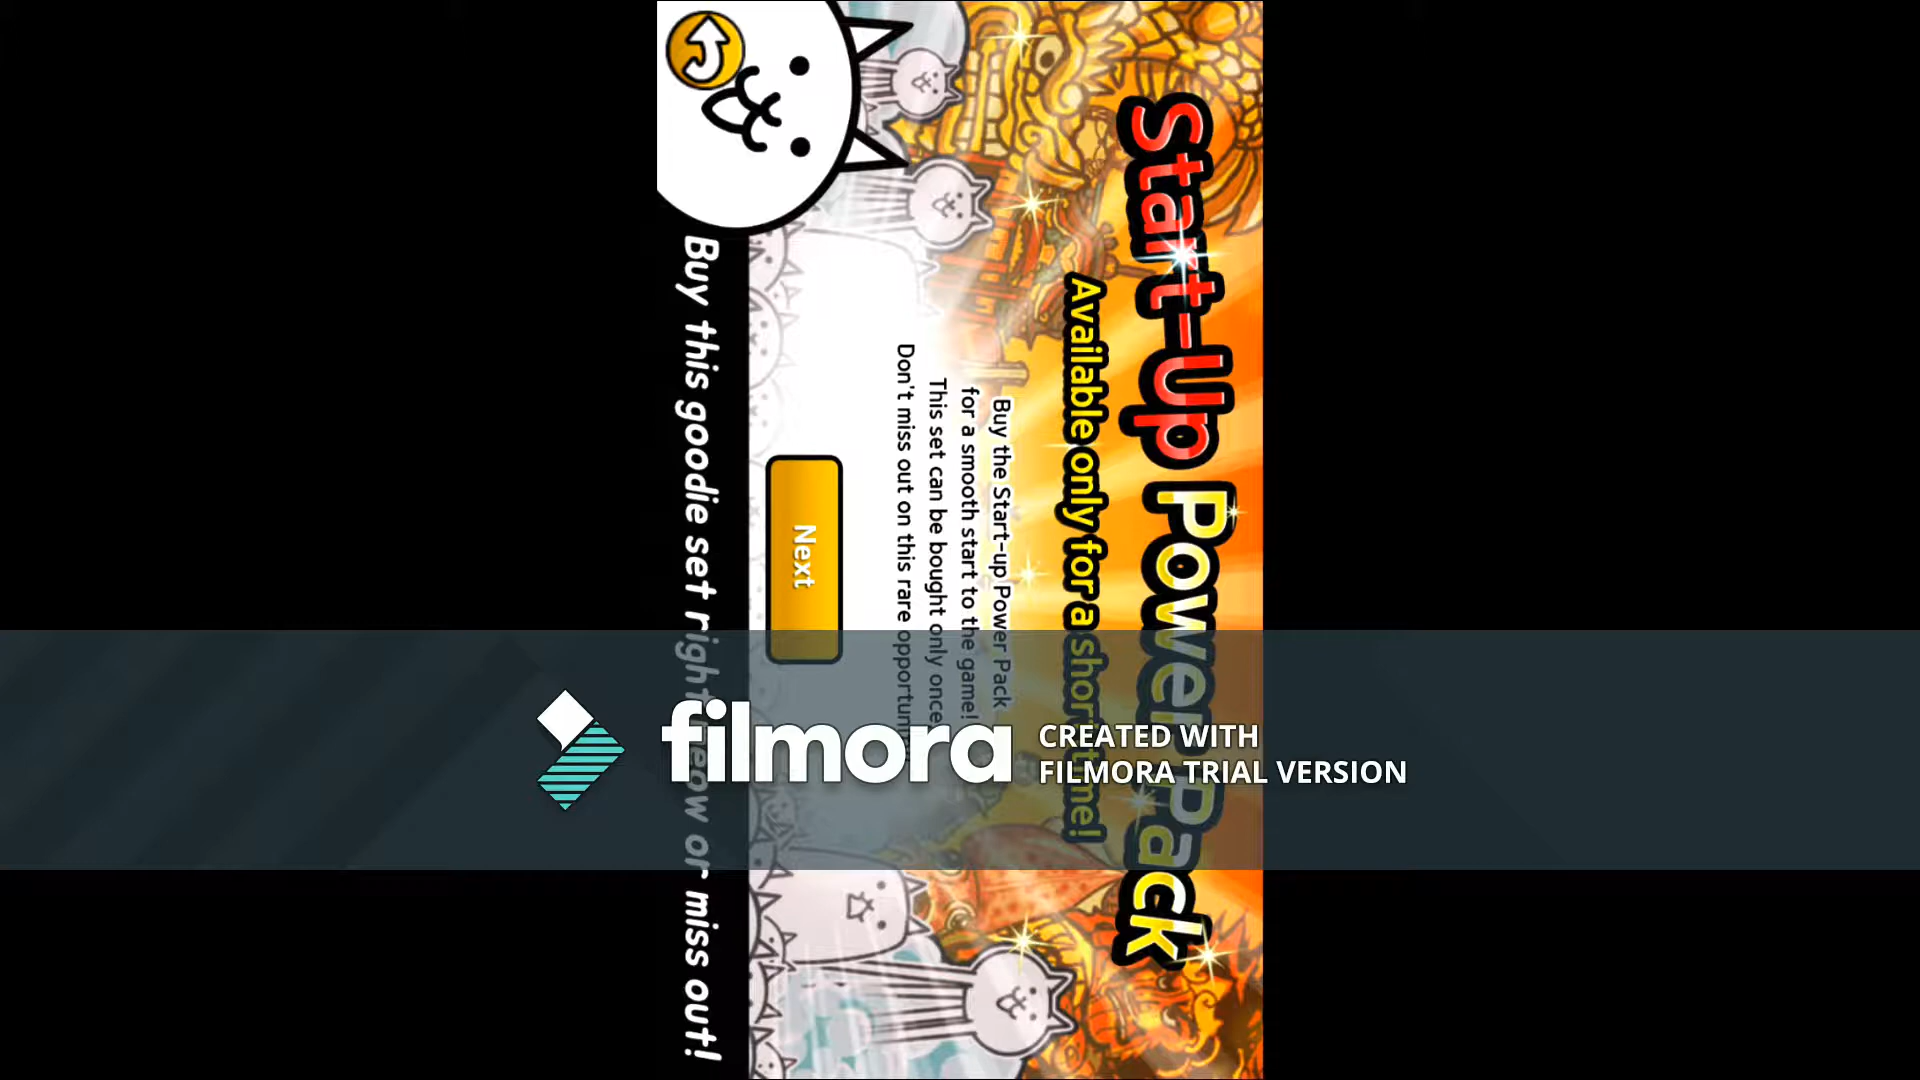 Start-Up Power Pack
Available only for a short time!
Buy the Start-up Power Pack
for a smooth start to the game!
This set can be bought only once
Don't miss out on this rare
Next
Buy this goodie set right meow or miss out!
filmora
CREATED WITH
FILMORA TRIAL VERSION